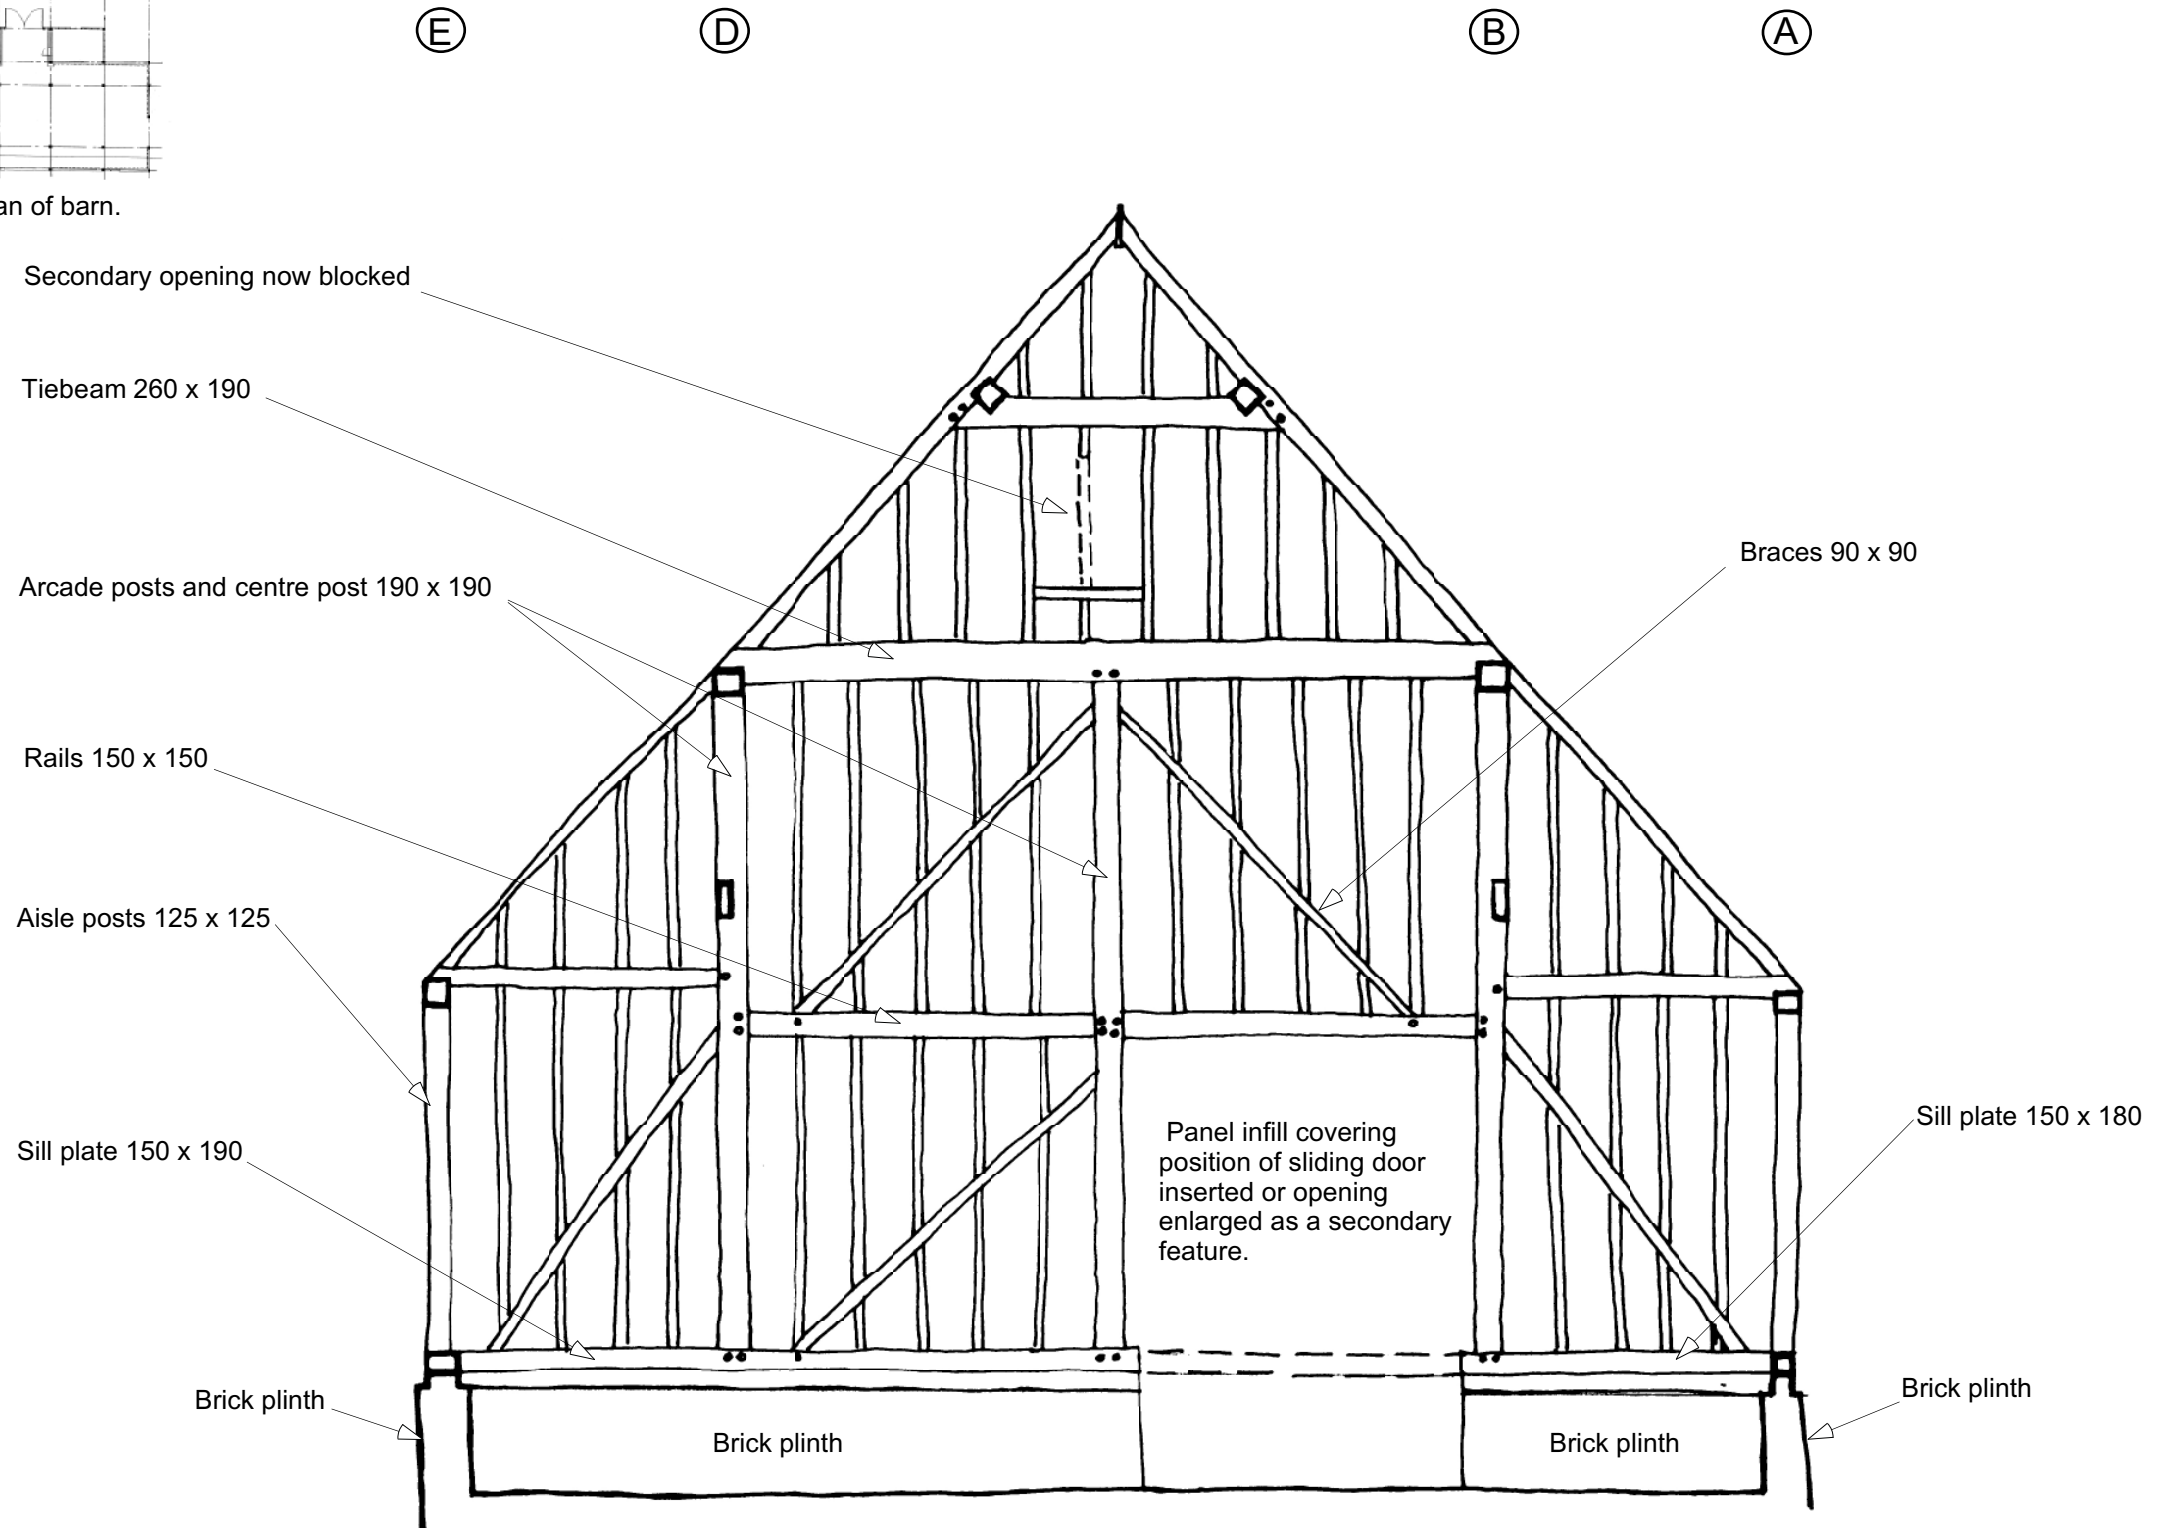 E D B A
an of barn.
Secondary opening now blocked
Tiebeam 260 x 190
Braces 90 x 90
Arcade posts and centre post 190 x 190
Rails 150 x 150
Aisle posts 125 x 125
Sill plate 150 x 180
Panel infill covering
position of sliding door
inserted or opening
enlarged as a secondary
feature.
Sill plate 150 x 190
Brick plinth
Brick plinth
Brick plinth
Brick plinth